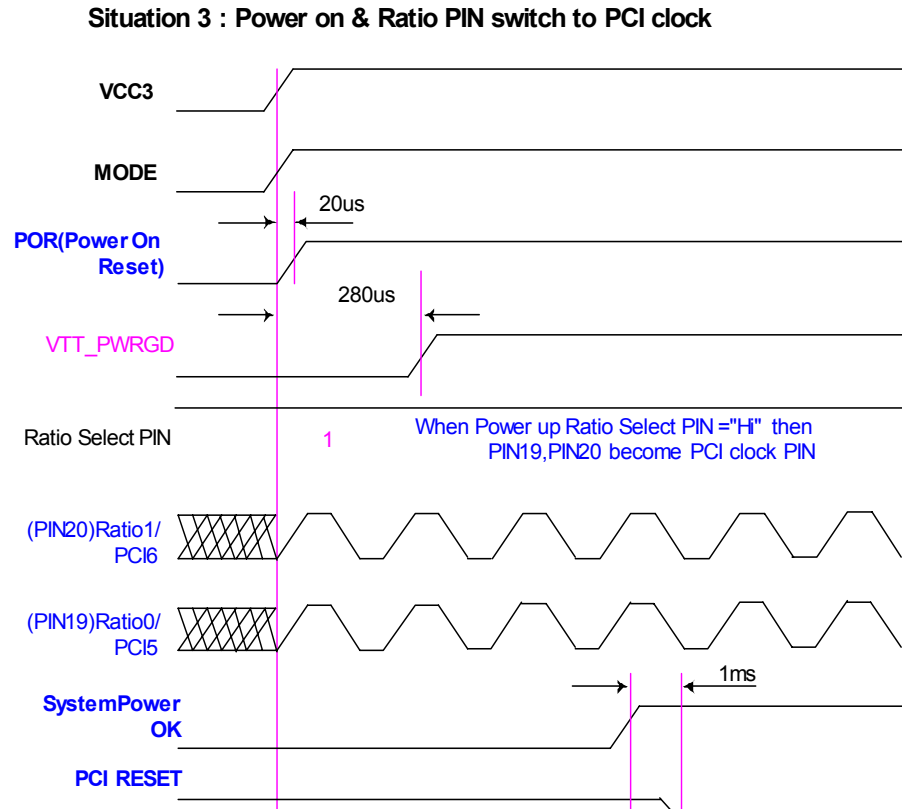 Situation 3 : Power on & Ratio PIN switch to PCI clock
VCC3
MODE
20us
POR(Power On
Reset)
280us
VTT_PWRGD
Ratio Select PIN
1
When Power up Ratio Select PIN ="Hi" then
PIN19,PIN20 become PCI clock PIN
(PIN20)Ratio1/
PCI6
(PIN19)Ratio0/
PCI5
1ms
SystemPower
OK
PCI RESET